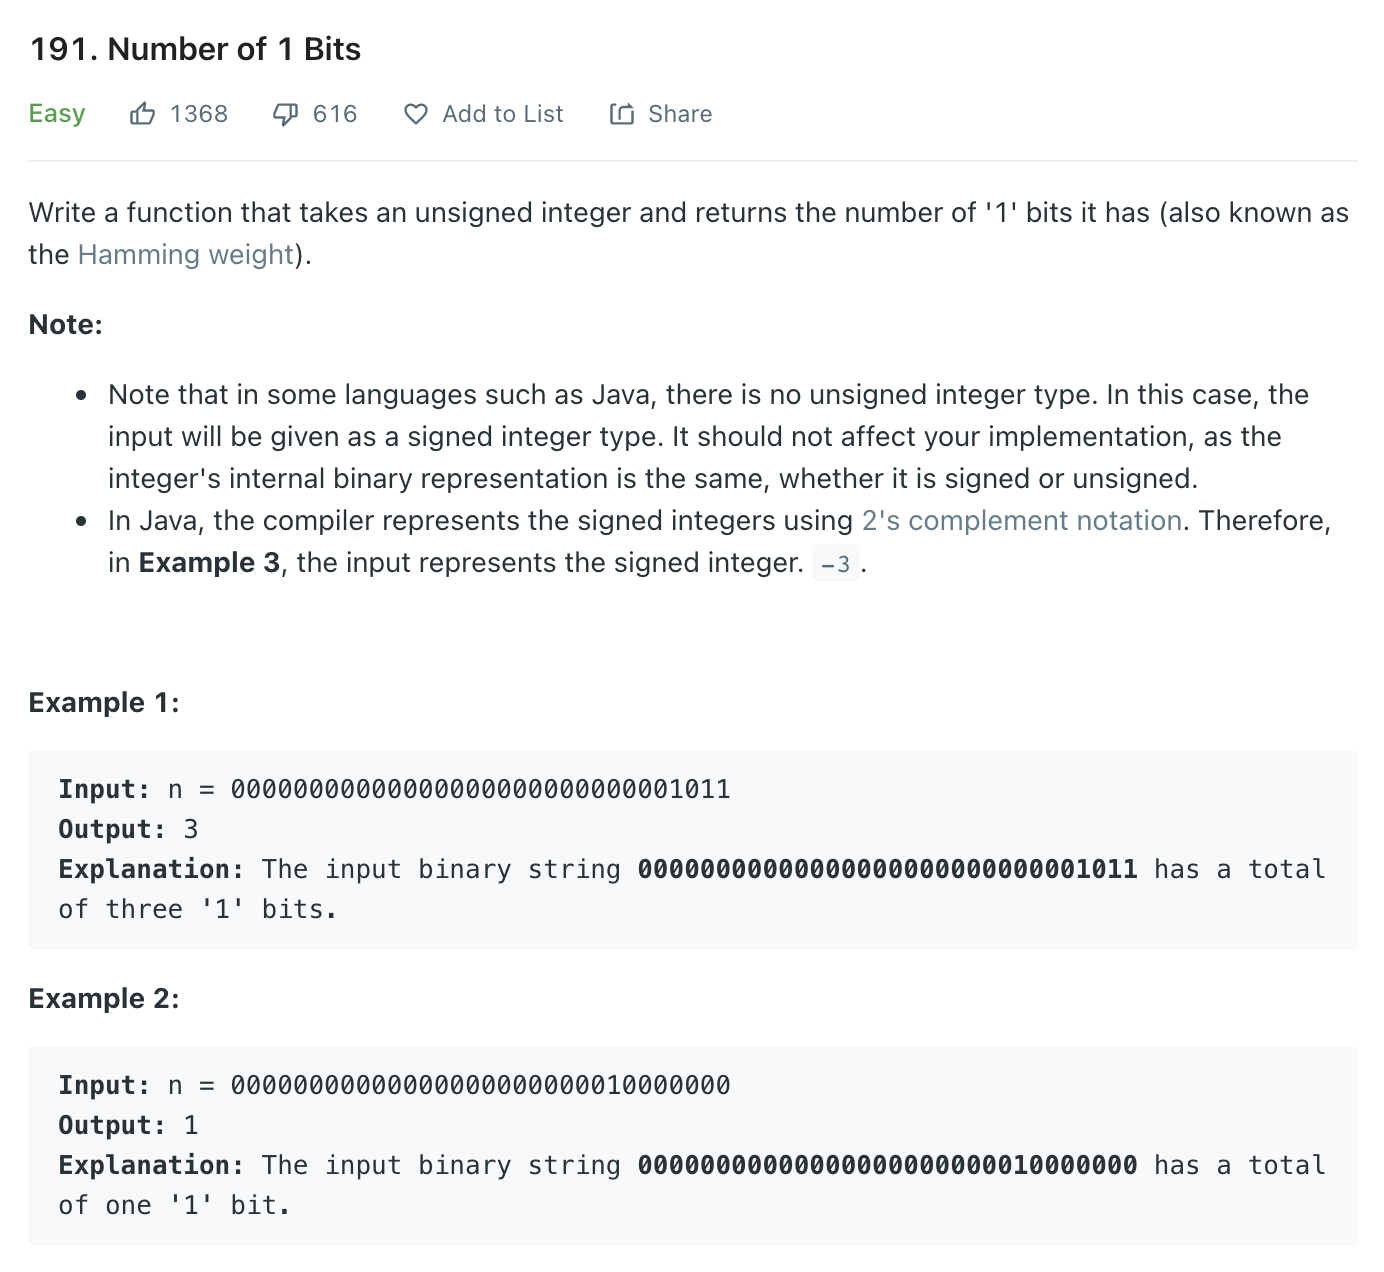 191. Number of 1 Bits
Easy 1368 616 Add to List Share
Write a function that takes an unsigned integer and returns the number of '1' bits it has (also known as
the Hamming weight).
Note:
• Note that in some languages such as Java, there is no unsigned integer type. In this case, the
input will be given as a signed integer type. It should not affect your implementation, as the
integer's internal binary representation is the same, whether it is signed or unsigned.
• In Java, the compiler represents the signed integers using 2's complement notation. Therefore,
in Example 3, the input represents the signed integer. -3.
Example 1:
Input: n = 00000000000000000000000000001011
Output: 3
Explanation: The input binary string 00000000000000000000000000001011 has a total
of three '1' bits.
Example 2:
Input: n = 00000000000000000000000010000000
Output: 1
Explanation: The input binary string 00000000000000000000000010000000 has a total
of one '1' bit.